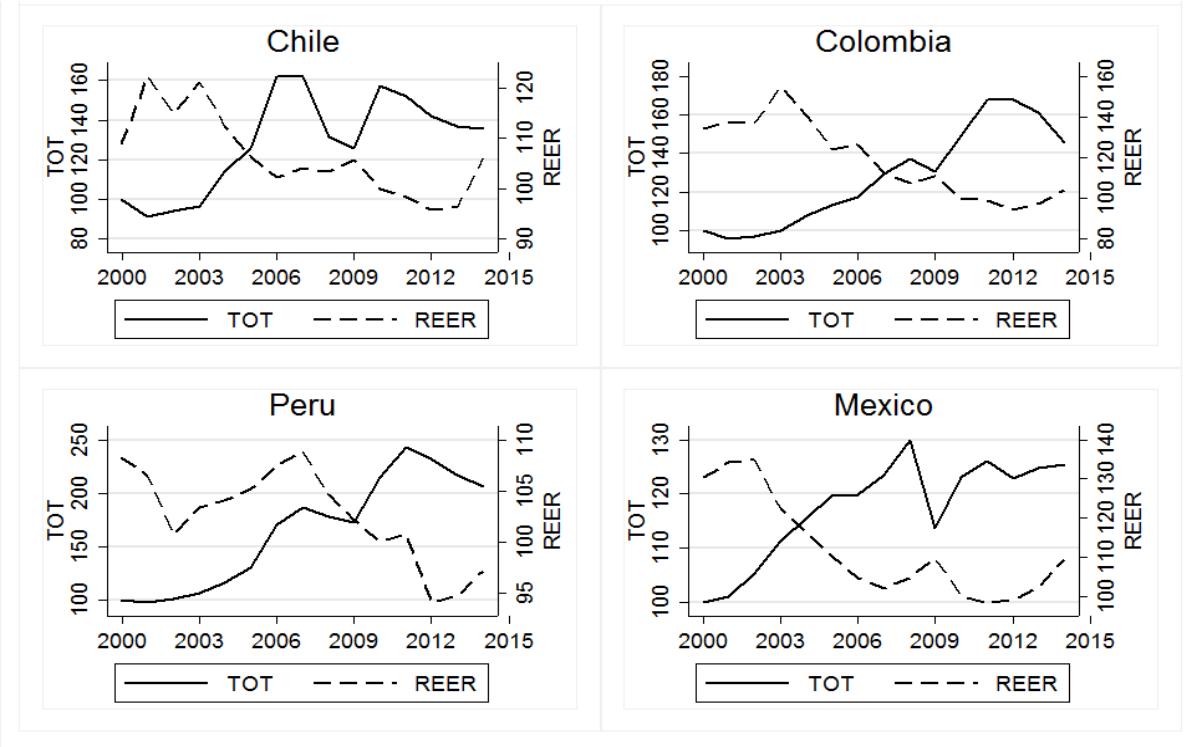 Chile
TOT
80 100 120 140 160
REER
90 100 110 120
2000 2003 2006 2009 2012 2015
TOT REER
Colombia
TOT
100 120 140 160 180
REER
80 100 120 140 160
2000 2003 2006 2009 2012 2015
TOT REER
Peru
TOT
100 150 200 250
REER
95 100 105 110
2000 2003 2006 2009 2012 2015
TOT REER
Mexico
TOT
100 110 120 130
REER
100 110 120 130 140
2000 2003 2006 2009 2012 2015
TOT REER